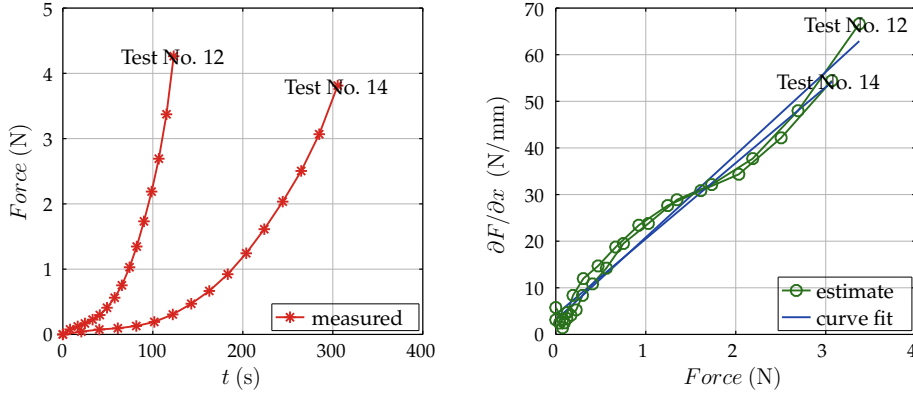 5
4
3
2
1
0
Force (N)
Test No. 12
Test No. 14
measured
0 100 200 300 400
t (s)
70
60
50
40
30
20
10
0
∂F/∂x (N/mm)
Test No. 12
Test No. 14
estimate
curve fit
0 1 2 3 4
Force (N)